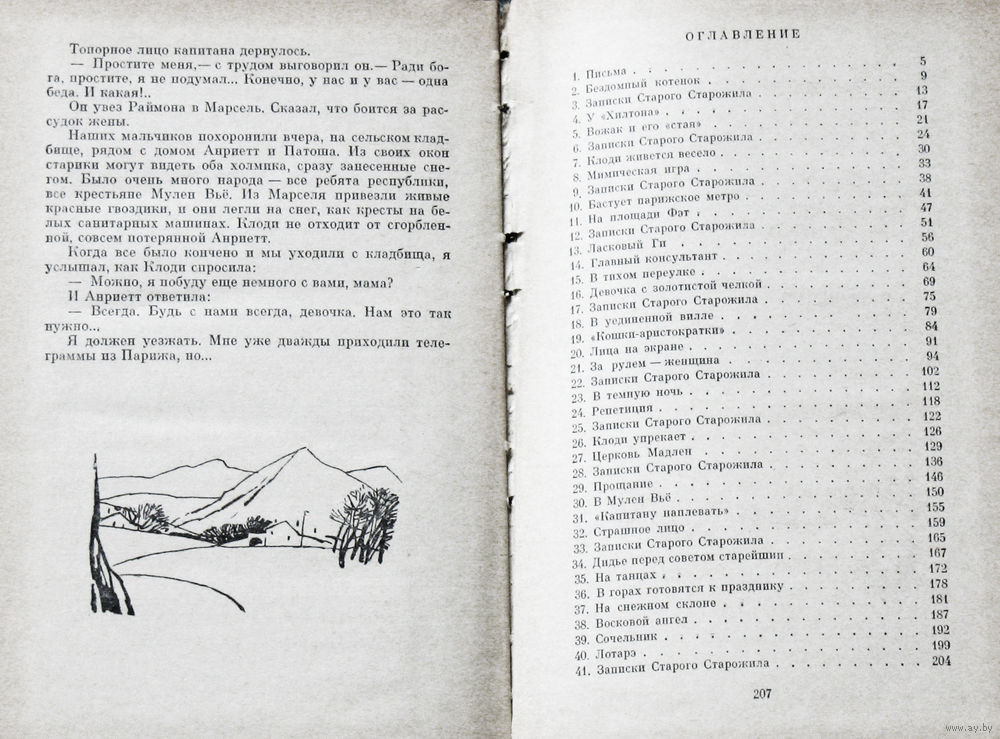 Топорное лицо капитана дернулось.
— Простите меня,— с трудом выговорил он.— Ради бо-
га, простите, я не подумал... Конечно, у нас и у вас — одна
беда. И какая!..
Он увез Раймона в Марсель. Сказал, что боится за рас-
судок жены.
Наших мальчиков похоронили вчера, на сельском клад-
бище, рядом с домом Анриетт и Патоша. Из своих окон
старики могут видеть оба холмика, сразу занесенные сне-
гом. Было очень много народа — все ребята республики,
все крестьяне Мулен Вьё. Из Марселя привезли живые
красные гвоздики, и они легли на снег, как кресты на бе-
лых санитарных машинах. Клоди не отходит от сгорблен-
ной, совсем потерянной Анриетт.
Когда все было кончено и мы уходили с кладбища, я
услышал, как Клоди спросила:
— Можно, я побуду еще немного с вами, мама?
И Анриетт ответила:
— Всегда. Будь с нами всегда, девочка. Нам это так
нужно...
Я должен уезжать. Мне уже дважды приходили теле-
граммы из Парижа, но...
ОГЛАВЛЕНИЕ
1. Письма . . . . . . . . . . 5
2. Бездомный котенок . . . . . . . . . . 9
3. Записки Старого Старожила . . . . . . . . . . 13
4. У «Хилтона» . . . . . . . . . . 17
5. Вожак и его «стая» . . . . . . . . . . 21
6. Записки Старого Старожила . . . . . . . . . . 24
7. Клоди живется весело . . . . . . . . . . 30
8. Мимическая игра . . . . . . . . . . 33
9. Записки Старого Старожила . . . . . . . . . . 38
10. Бастует парижское метро . . . . . . . . . . 41
11. На площади Фэт . . . . . . . . . . 47
12. Записки Старого Старожила . . . . . . . . . . 51
13. Ласковый Ги . . . . . . . . . . 56
14. Главный консультант . . . . . . . . . . 60
15. В тихом переулке . . . . . . . . . . 64
16. Девочка с золотистой челкой . . . . . . . . . . 69
17. Записки Старого Старожила . . . . . . . . . . 75
18. В уединенной вилле . . . . . . . . . . 79
19. «Кошки-аристократки» . . . . . . . . . . 84
20. Лица на экране . . . . . . . . . . 91
21. За рулем — женщина . . . . . . . . . . 94
22. Записки Старого Старожила . . . . . . . . . . 102
23. В темную ночь . . . . . . . . . . 112
24. Репетиция . . . . . . . . . . 118
25. Записки Старого Старожила . . . . . . . . . . 122
26. Клоди упрекает . . . . . . . . . . 126
27. Церковь Мадлен . . . . . . . . . . 129
28. Записки Старого Старожила . . . . . . . . . . 136
29. Прощание . . . . . . . . . . 146
30. В Мулен Вьё . . . . . . . . . . 150
31. «Капитану наплевать» . . . . . . . . . . 155
32. Страшное лицо . . . . . . . . . . 159
33. Записки Старого Старожила . . . . . . . . . . 165
34. Дидье перед советом старейшин . . . . . . . . . . 167
35. На танцах . . . . . . . . . . 172
36. В горах готовятся к празднику . . . . . . . . . . 178
37. На снежном склоне . . . . . . . . . . 181
38. Восковой ангел . . . . . . . . . . 187
39. Сочельник . . . . . . . . . . 192
40. Лотарэ . . . . . . . . . . 199
41. Записки Старого Старожила . . . . . . . . . . 204
207
www.ay.by